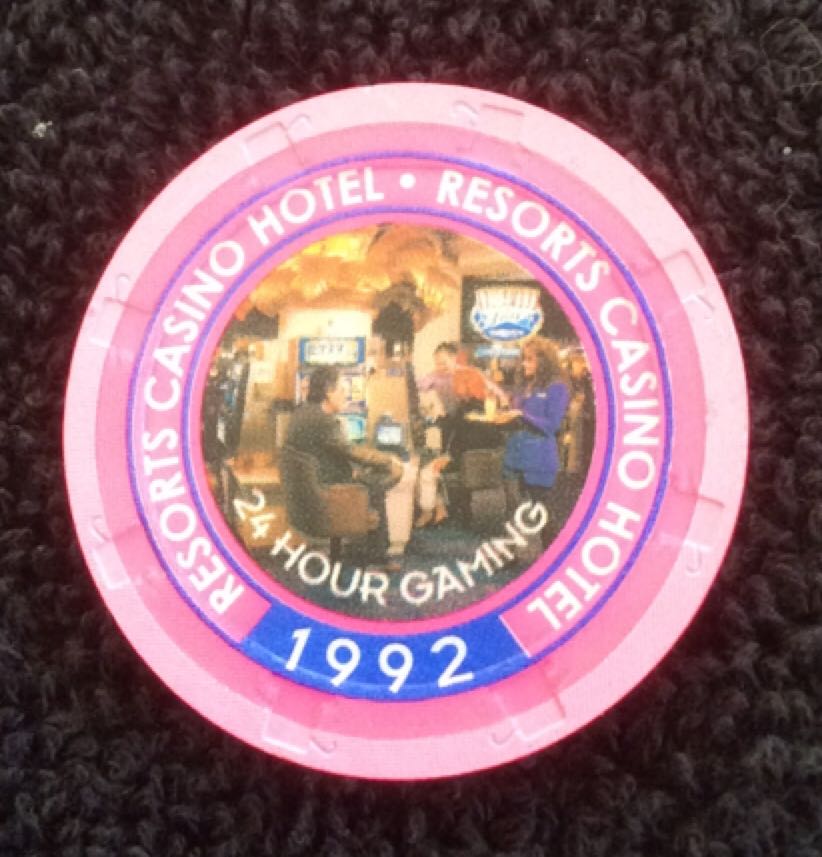 RESORTS CASINO HOTEL • RESORTS CASINO HOTEL
24 HOUR GAMING
1992